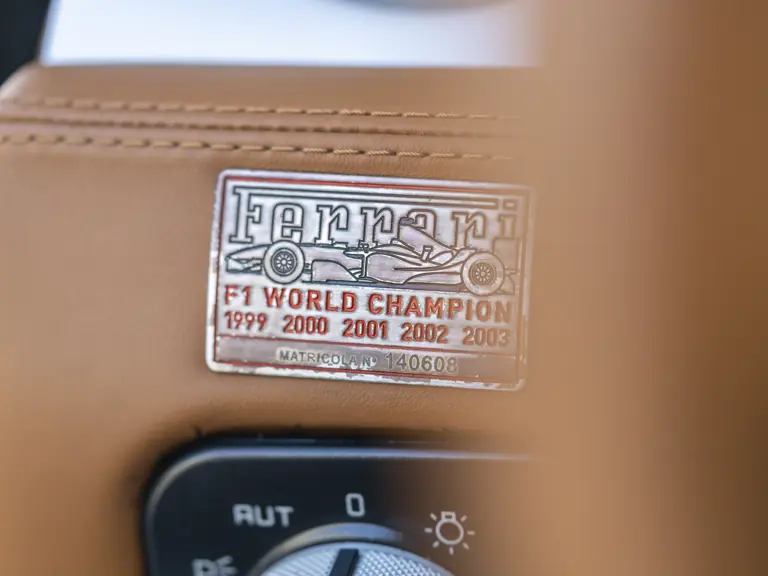 Ferrari
F1 WORLD CHAMPION
1999 2000 2001 2002 2003
MATRICOLA Nº 140608
AUT 0